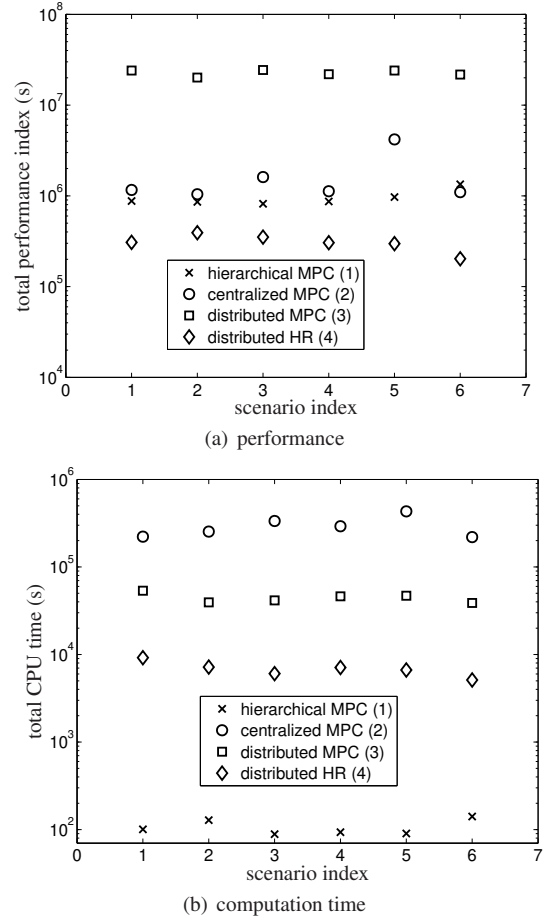 10^8
10^7
10^6
10^5
10^4
total performance index (s)
× hierarchical MPC (1)
○ centralized MPC (2)
□ distributed MPC (3)
◇ distributed HR (4)
0 1 2 3 4 5 6 7
scenario index
(a) performance
10^6
10^5
10^4
10^3
10^2
total CPU time (s)
× hierarchical MPC (1)
○ centralized MPC (2)
□ distributed MPC (3)
◇ distributed HR (4)
0 1 2 3 4 5 6 7
scenario index
(b) computation time